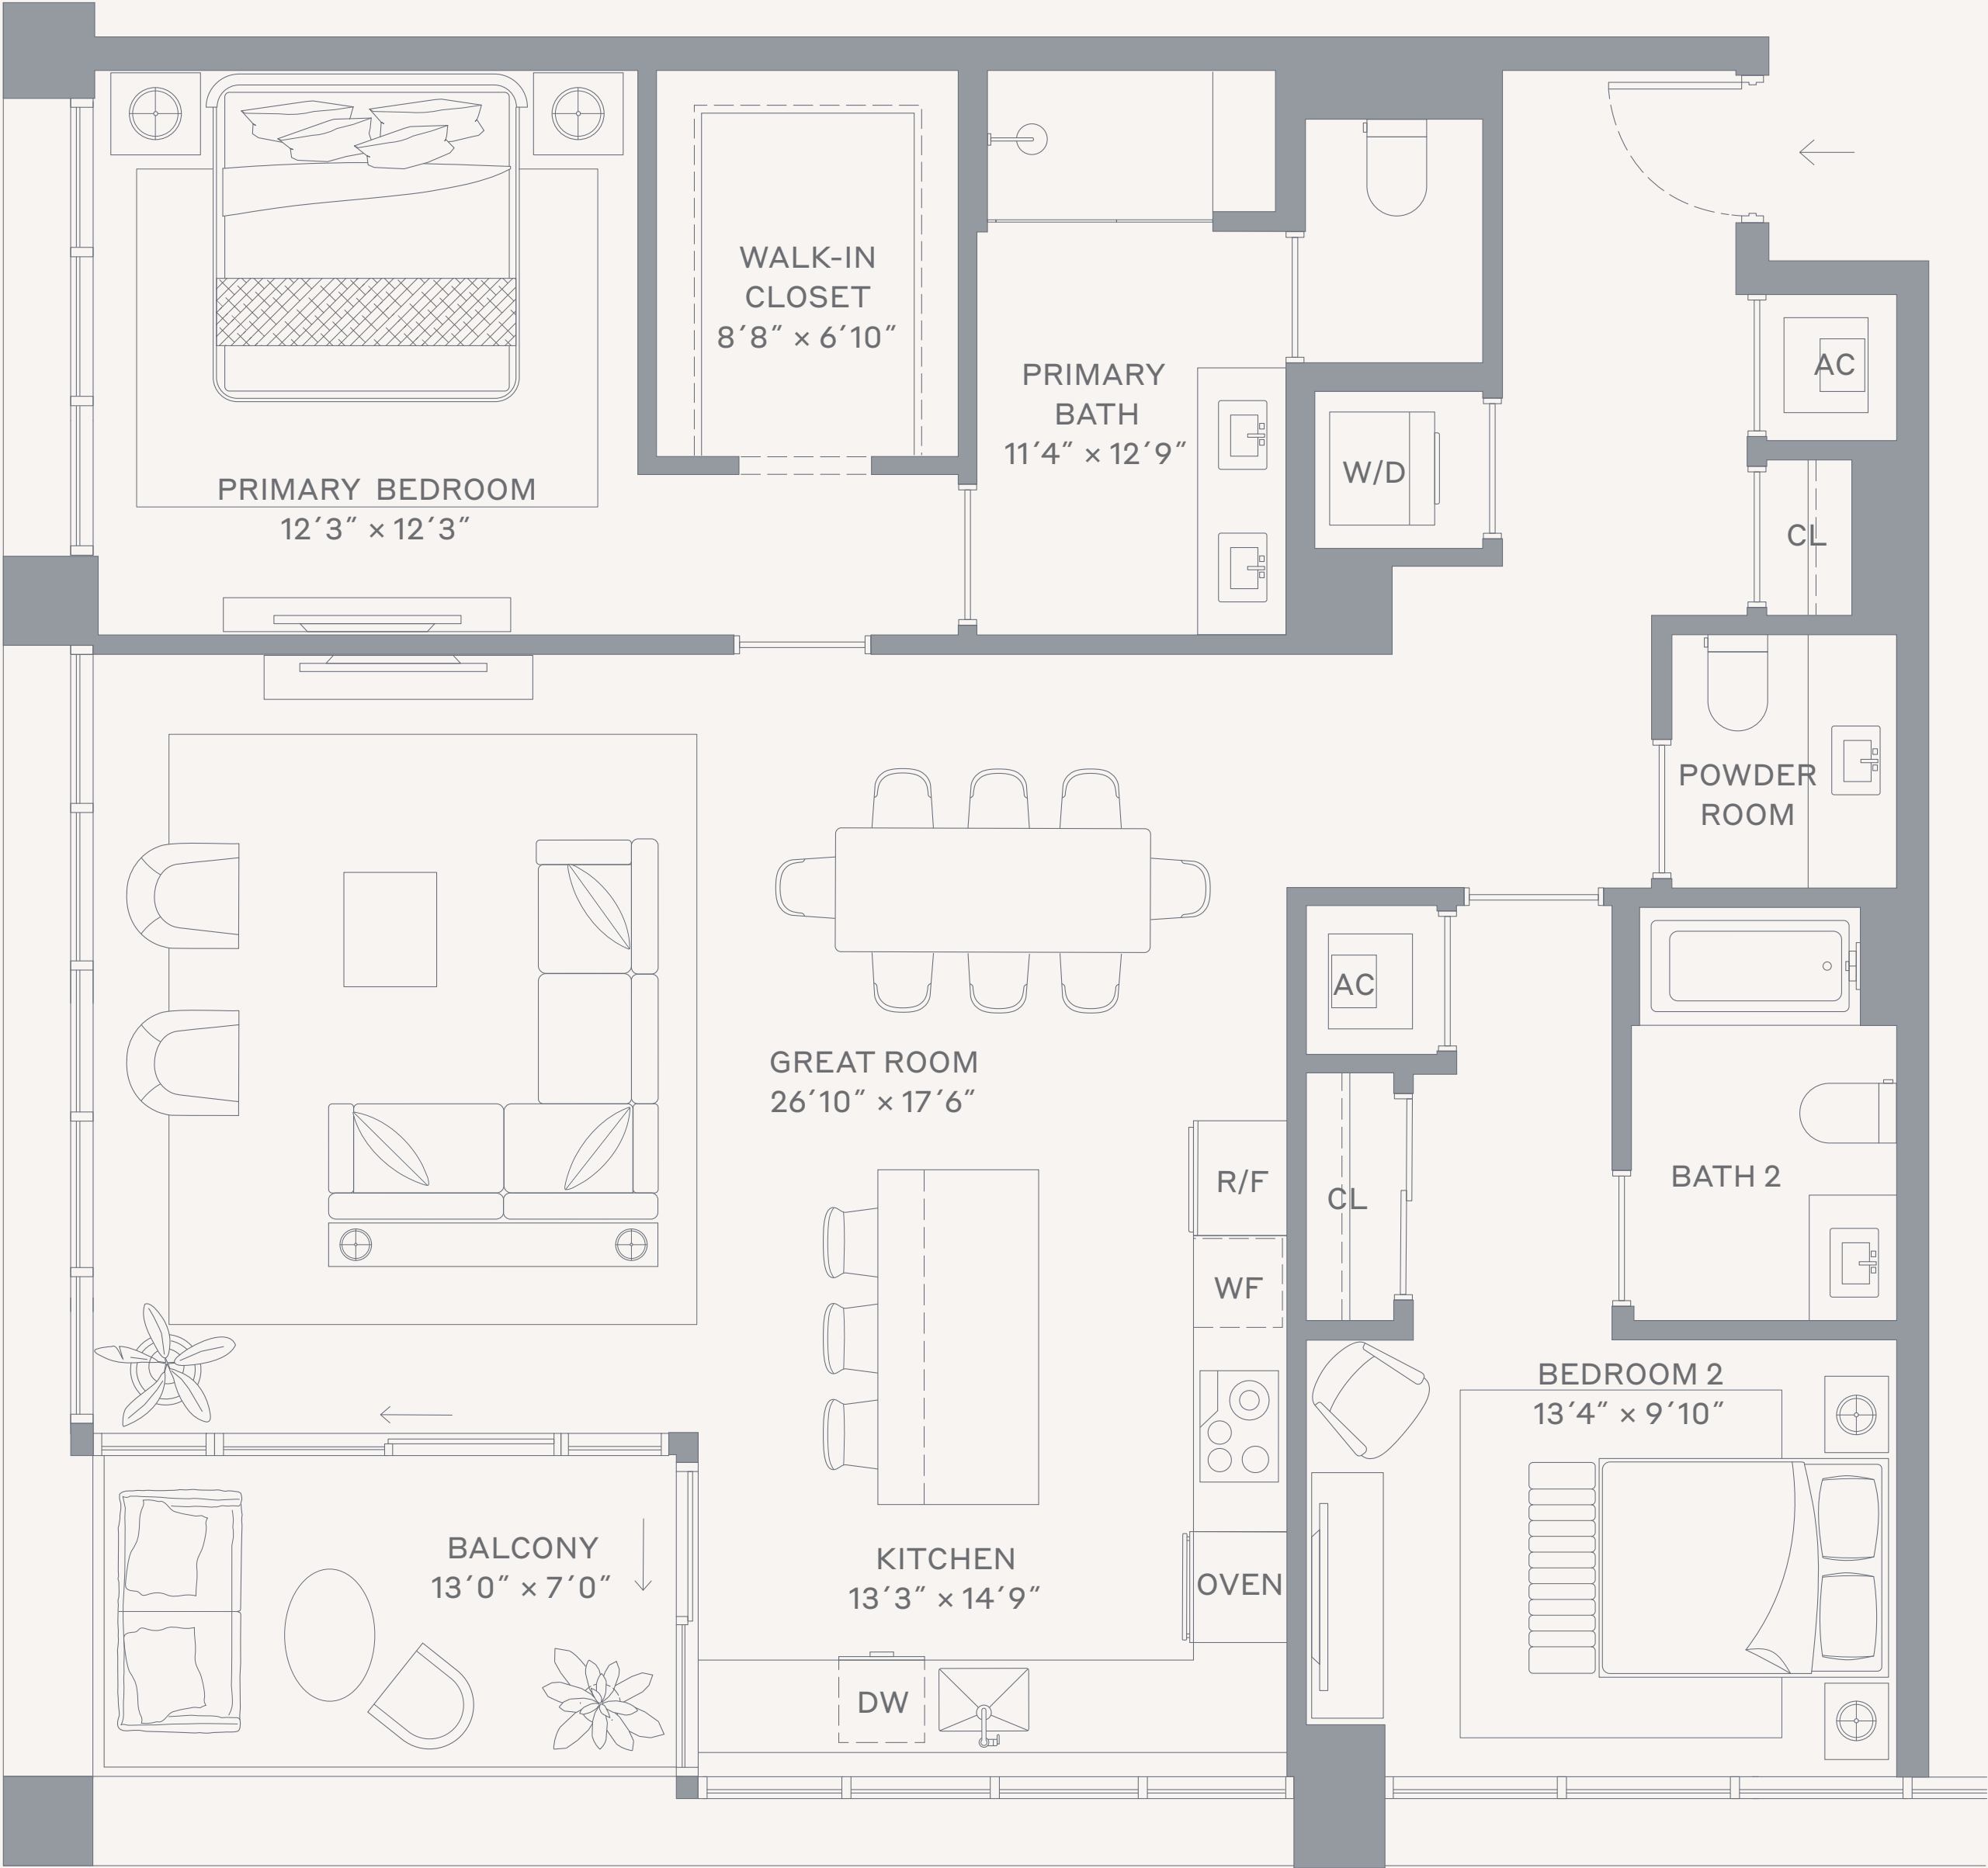 WALK-IN
CLOSET
8′8″ × 6′10″
PRIMARY
BATH
11′4″ × 12′9″
AC
W/D
PRIMARY BEDROOM
12′3″ × 12′3″
CL
POWDER
ROOM
AC
GREAT ROOM
26′10″ × 17′6″
R/F
CL
BATH 2
WF
BEDROOM 2
13′4″ × 9′10″
BALCONY
13′0″ × 7′0″
KITCHEN
13′3″ × 14′9″
OVEN
DW